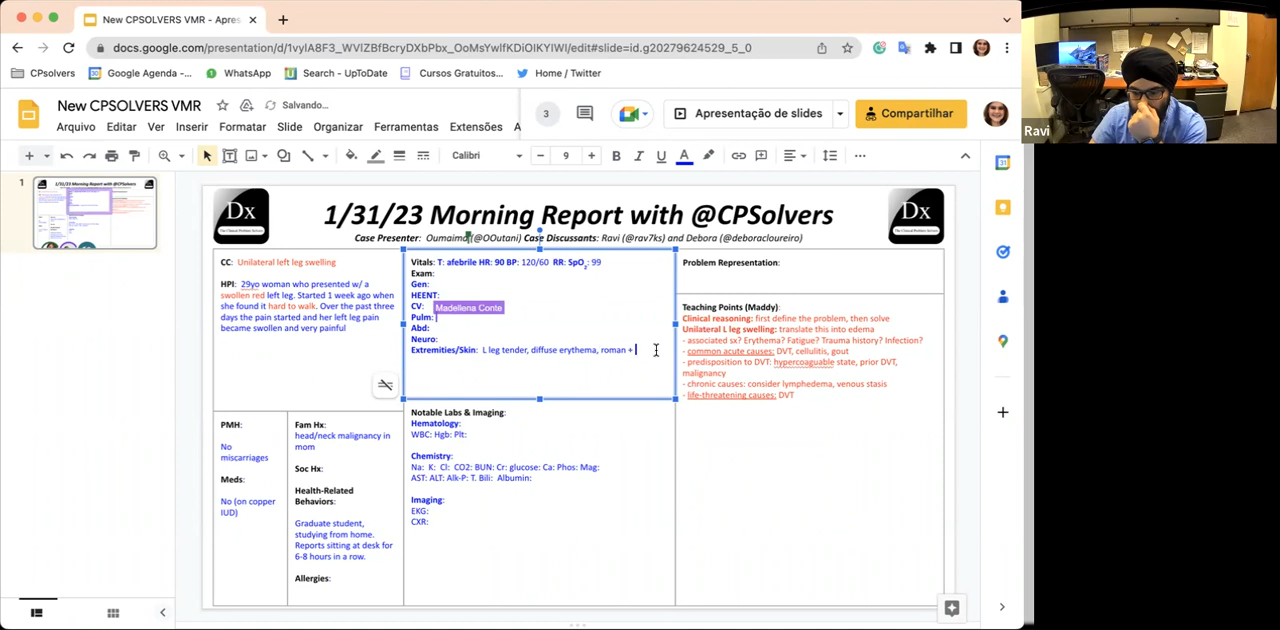 New CPSOLVERS VMR - Apres
docs.google.com/presentation/d/1vylA8F3_WVIZBfBcryDXbPbx_OoMsYwlfKDiOlKYIWI/edit#slide=id.g20279624529_5_0
CPsolvers
Google Agenda -...
WhatsApp
Search - UpToDate
Cursos Gratuitos...
Home / Twitter
New CPSOLVERS VMR
Salvando...
3
Apresentação de slides
Compartilhar
Arquivo Editar Ver Inserir Formatar Slide Organizar Ferramentas Extensões A
Calibri
9
B I U A
1
Dx
1/31/23 Morning Report with @CPSolvers
Dx
Case Presenter: Oumaima (@OOutani) Case Discussants: Ravi (@rav7ks) and Debora (@deboracloureiro)
CC: Unilateral left leg swelling
HPI: 29yo woman who presented w/ a
swollen red left leg. Started 1 week ago when
she found it hard to walk. Over the past three
days the pain started and her left leg pain
became swollen and very painful
Vitals: T: afebrile HR: 90 BP: 120/60 RR: SpO2: 99
Exam:
Gen:
HEENT:
CV:
Madellena Conte
Pulm:
Abd:
Neuro:
Extremities/Skin: L leg tender, diffuse erythema, roman +
Problem Representation:
Teaching Points (Maddy):
Clinical reasoning: first define the problem, then solve
Unilateral L leg swelling: translate this into edema
- associated sx? Erythema? Fatigue? Trauma history? Infection?
- common acute causes: DVT, cellulitis, gout
- predisposition to DVT: hypercoaguable state, prior DVT,
malignancy
- chronic causes: consider lymphedema, venous stasis
- life-threatening causes: DVT
PMH:
No
miscarriages
Meds:
No (on copper
IUD)
Fam Hx:
head/neck malignancy in
mom
Soc Hx:
Health-Related
Behaviors:
Graduate student,
studying from home.
Reports sitting at desk for
6-8 hours in a row.
Allergies:
Notable Labs & Imaging:
Hematology:
WBC: Hgb: Plt:
Chemistry:
Na: K: Cl: CO2: BUN: Cr: glucose: Ca: Phos: Mag:
AST: ALT: Alk-P: T. Bili: Albumin:
Imaging:
EKG:
CXR:
Ravi